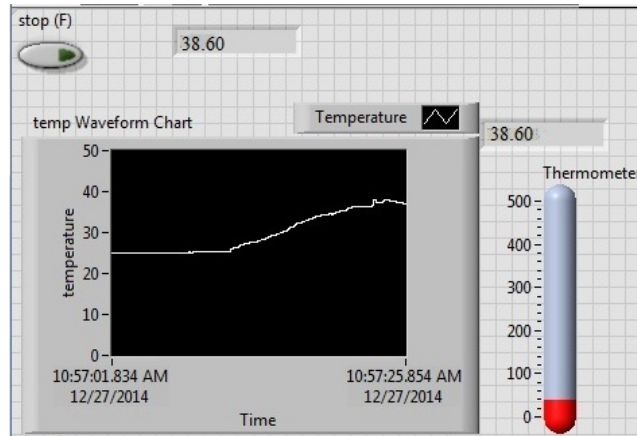 stop (F)
38.60
temp Waveform Chart
Temperature
38.60
Thermometer
50
40
30
20
10
0
temperature
10:57:01.834 AM
12/27/2014
10:57:25.854 AM
12/27/2014
Time
500
400
300
200
100
0